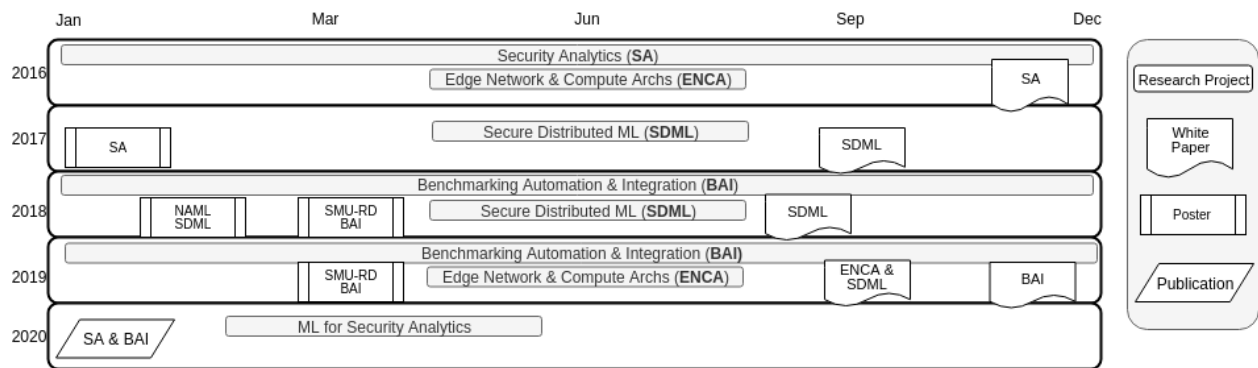 Jan Mar Jun Sep Dec
2016
Security Analytics (SA)
Edge Network & Compute Archs (ENCA)
SA
2017
SA
Secure Distributed ML (SDML)
SDML
2018
Benchmarking Automation & Integration (BAI)
NAML
SDML
SMU-RD
BAI
Secure Distributed ML (SDML)
SDML
2019
Benchmarking Automation & Integration (BAI)
SMU-RD
BAI
Edge Network & Compute Archs (ENCA)
ENCA &
SDML
BAI
2020
SA & BAI
ML for Security Analytics
Research Project
White
Paper
Poster
Publication